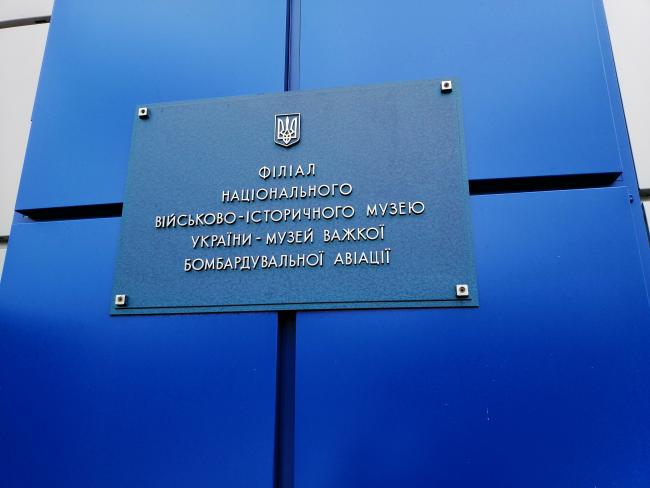 ФІЛІАЛ
НАЦІОНАЛЬНОГО
ВІЙСЬКОВО-ІСТОРИЧНОГО МУЗЕЮ
УКРАЇНИ - МУЗЕЙ ВАЖКОЇ
БОМБАРДУВАЛЬНОЇ АВІАЦІЇ